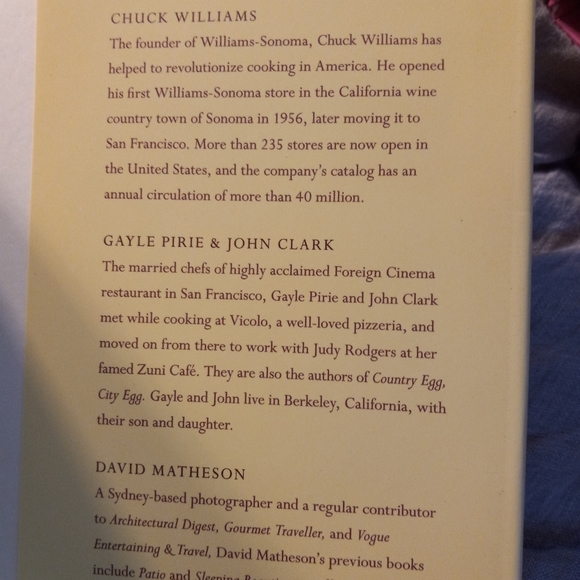 CHUCK WILLIAMS
The founder of Williams-Sonoma, Chuck Williams has
helped to revolutionize cooking in America. He opened
his first Williams-Sonoma store in the California wine
country town of Sonoma in 1956, later moving it to
San Francisco. More than 235 stores are now open in
the United States, and the company's catalog has an
annual circulation of more than 40 million.
GAYLE PIRIE & JOHN CLARK
The married chefs of highly acclaimed Foreign Cinema
restaurant in San Francisco, Gayle Pirie and John Clark
met while cooking at Vicolo, a well-loved pizzeria, and
moved on from there to work with Judy Rodgers at her
famed Zuni Café. They are also the authors of Country Egg,
City Egg. Gayle and John live in Berkeley, California, with
their son and daughter.
DAVID MATHESON
A Sydney-based photographer and a regular contributor
to Architectural Digest, Gourmet Traveller, and Vogue
Entertaining & Travel, David Matheson's previous books
include Patio and Sleeping